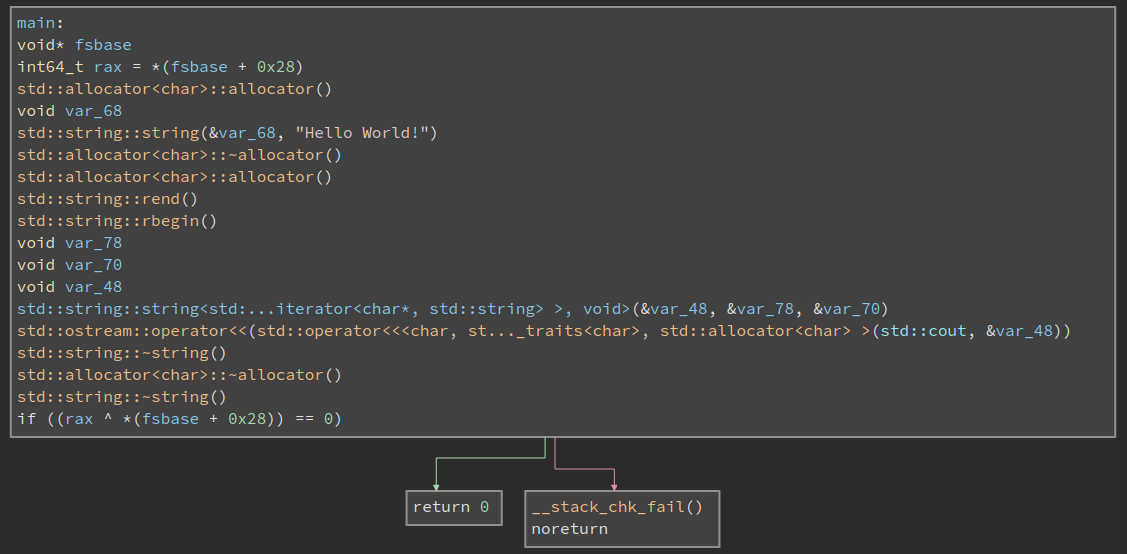 main:
void* fsbase
int64_t rax = *(fsbase + 0x28)
std::allocator<char>::allocator()
void var_68
std::string::string(&var_68, "Hello World!")
std::allocator<char>::~allocator()
std::allocator<char>::allocator()
std::string::rend()
std::string::rbegin()
void var_78
void var_70
void var_48
std::string::string<std:...iterator<char*, std::string> >, void>(&var_48, &var_78, &var_70)
std::ostream::operator<<(std::operator<<<char, st..._traits<char>, std::allocator<char> >(std::cout, &var_48))
std::string::~string()
std::allocator<char>::~allocator()
std::string::~string()
if ((rax ^ *(fsbase + 0x28)) == 0)
return 0
__stack_chk_fail()
noreturn